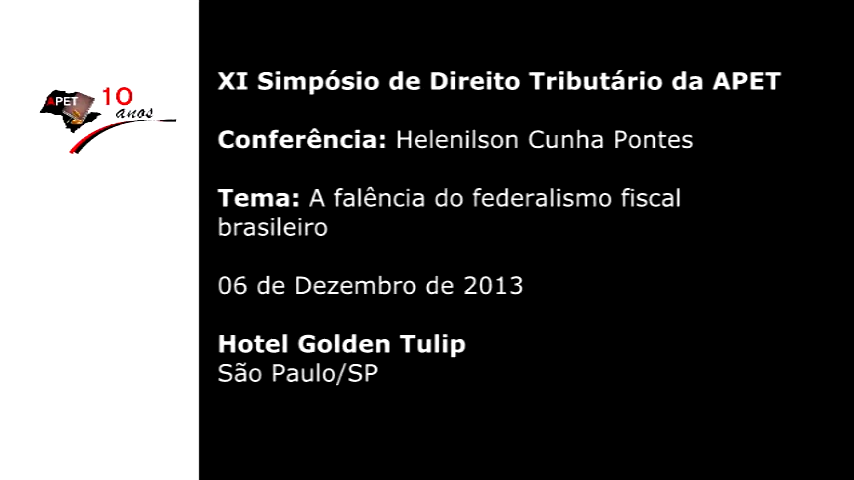 APET 10
anos
XI Simpósio de Direito Tributário da APET
Conferência: Helenilson Cunha Pontes
Tema: A falência do federalismo fiscal
brasileiro
06 de Dezembro de 2013
Hotel Golden Tulip
São Paulo/SP